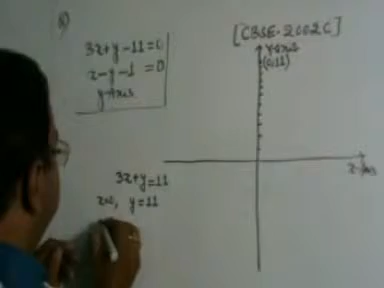 [CBSE-2002C]
3x+y-11=0
x-y-1=0
y-Axis
y-axis
(0,11)
x-axis
3x+y=11
x=0, y=11